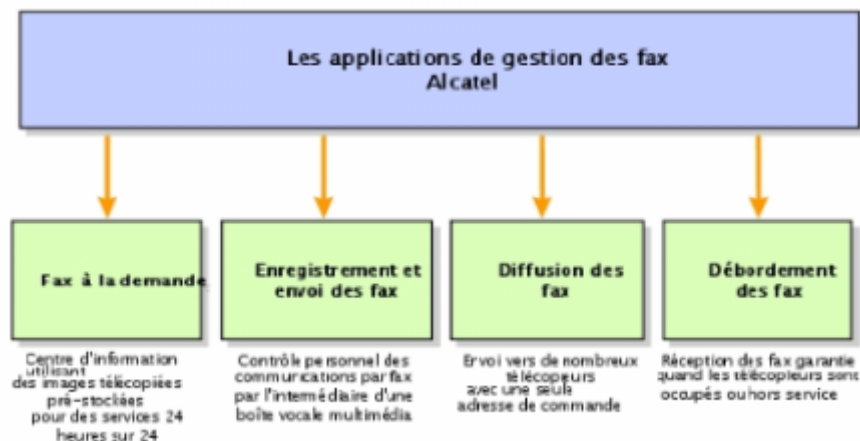 Les applications de gestion des fax
Alcatel
Fax à la demande
Enregistrement et
envoi des fax
Diffusion des
fax
Débordement
des fax
Centre d'information
utilisant
des images télécopiées
pré-stockées
pour des services 24
heures sur 24
Contrôle personnel des
communications par fax
par l'intermédiaire d'une
boîte vocale multimédia
Envoi vers de nombreux
télécopieurs
avec une seule
adresse de commande
Réception des fax garantie
quand les télécopieurs sont
occupés ou hors service